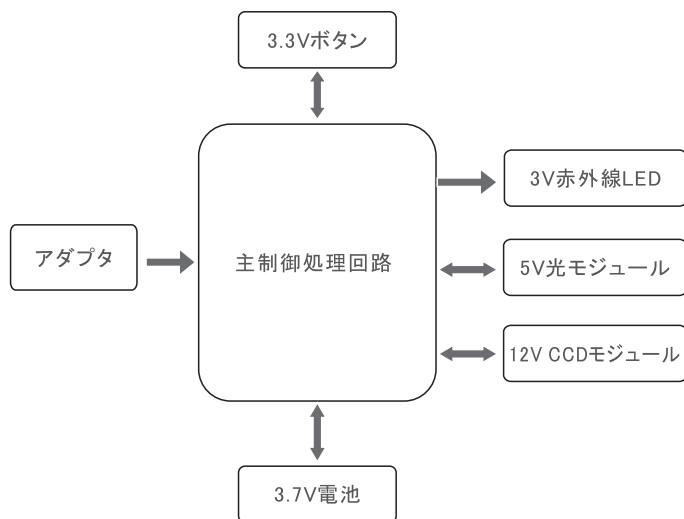 3.3Vボタン
3V赤外線LED
アダプタ
主制御処理回路
5V光モジュール
12V CCDモジュール
3.7V電池